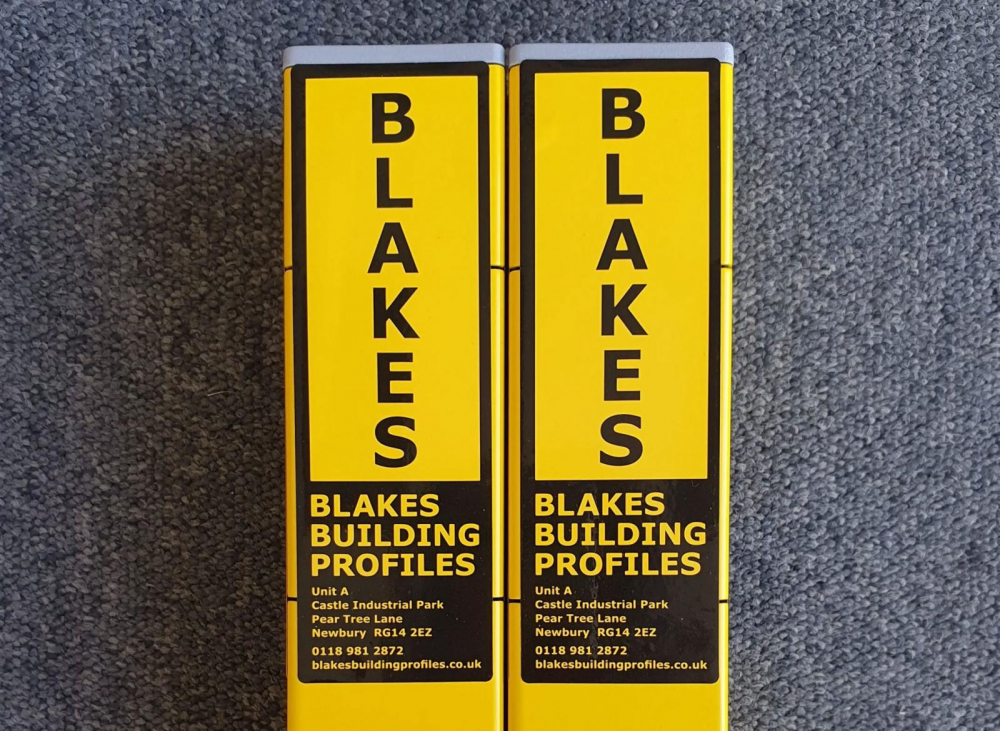 BLAKES
BLAKES
BUILDING
PROFILES
Unit A
Castle Industrial Park
Pear Tree Lane
Newbury RG14 2EZ
0118 981 2872
blakesbuildingprofiles.co.uk
BLAKES
BLAKES
BUILDING
PROFILES
Unit A
Castle Industrial Park
Pear Tree Lane
Newbury RG14 2EZ
0118 981 2872
blakesbuildingprofiles.co.uk